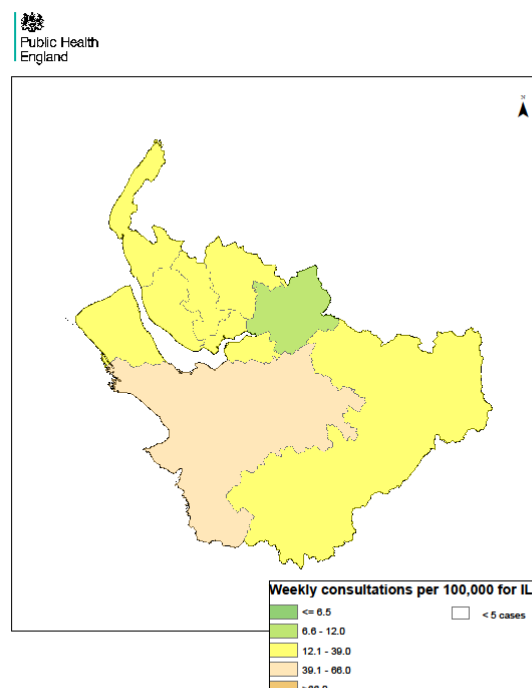 Public Health
England
N
Weekly consultations per 100,000 for IL
<= 6.5
< 5 cases
6.6 - 12.0
12.1 - 39.0
39.1 - 66.0